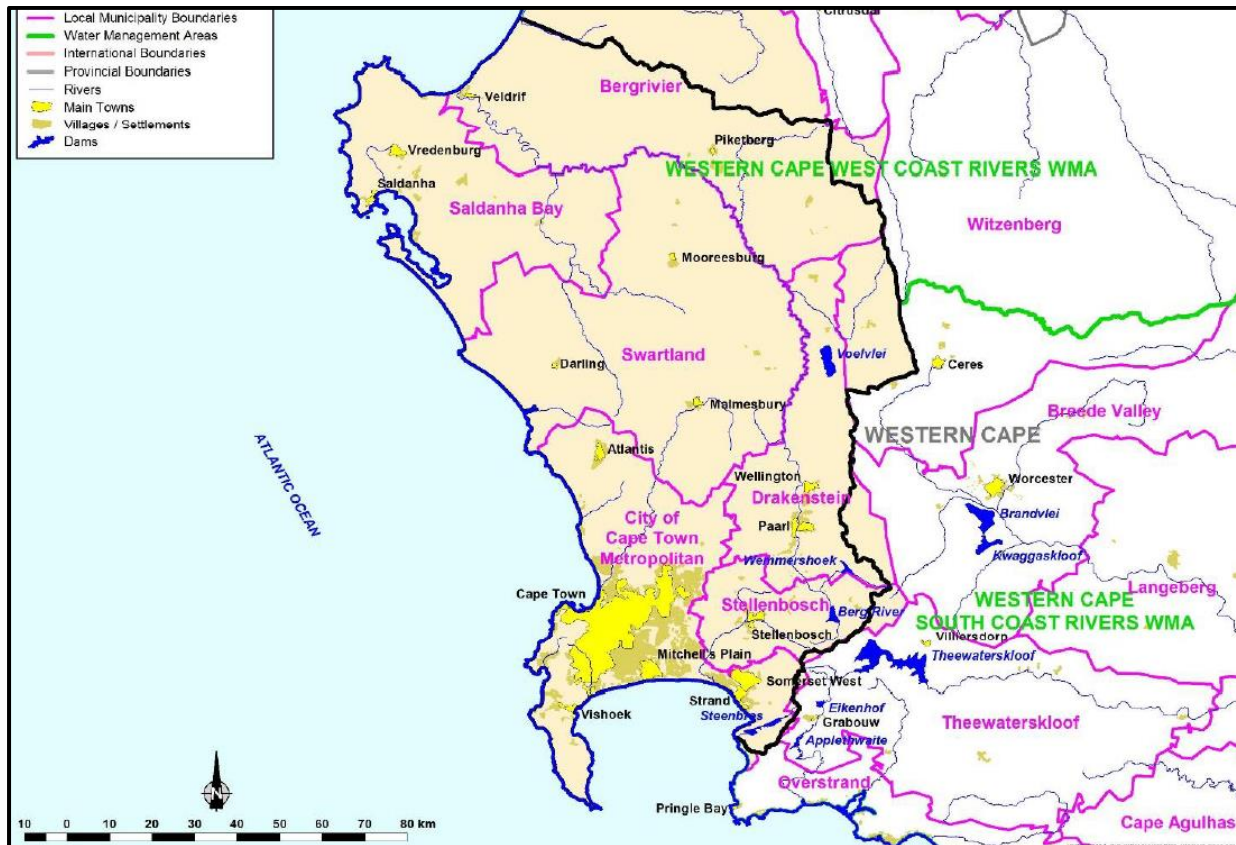 Local Municipality Boundaries
Water Management Areas
International Boundaries
Provincial Boundaries
Rivers
Main Towns
Villages / Settlements
Dams
Citrusdal
Bergrivier
Veldrif
Piketberg
Vredenburg
WESTERN CAPE WEST COAST RIVERS WMA
Saldanha
Saldanha Bay
Witzenberg
Mooreesburg
Swartland
Voelvlei
Darling
Ceres
Malmesbury
Breede Valley
WESTERN CAPE
ATLANTIC OCEAN
Atlantis
Wellington
Drakenstein
Worcester
Paarl
Brandvlei
City of
Cape Town
Metropolitan
Kwaggaskloof
Wemmershoek
Langeberg
Cape Town
Stellenbosch
Berg River
WESTERN CAPE
SOUTH COAST RIVERS WMA
Stellenbosch
Villiersdorp
Mitchell's Plain
Theewaterskloof
Somerset West
Strand
Steenbras
Eikenhof
Vishoek
Grabouw
Theewaterskloof
Applethwaite
Overstrand
N
Pringle Bay
Cape Agulhas
10 0 10 20 30 40 50 60 70 80 km